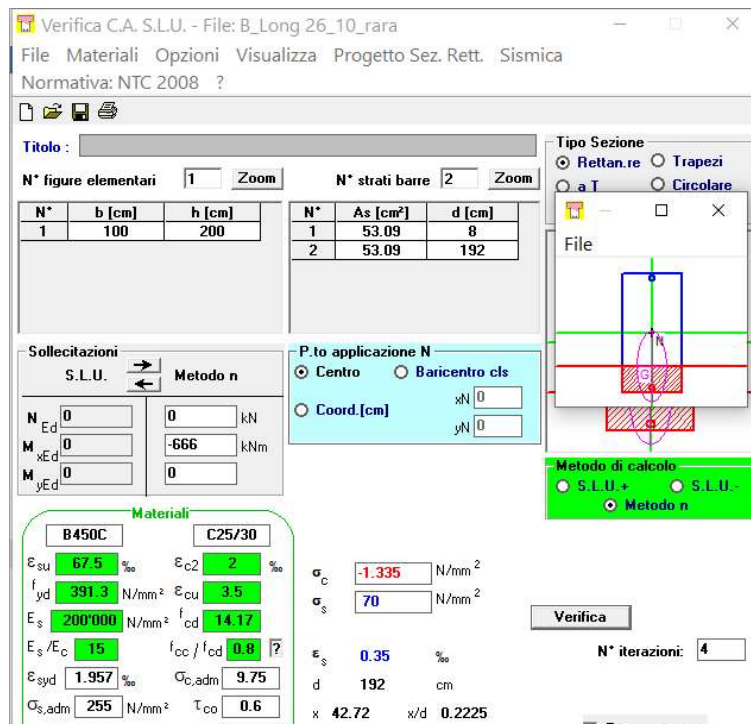 Verifica C.A. S.L.U. - File: B_Long 26_10_rara
File Materiali Opzioni Visualizza Progetto Sez. Rett. Sismica
Normativa: NTC 2008 ?
Titolo :
Tipo Sezione
Rettan.re Trapezi
a T Circolare
N° figure elementari 1 Zoom
N° strati barre 2 Zoom
N° b [cm] h [cm]
1 100 200
N° As [cm²] d [cm]
1 53.09 8
2 53.09 192
File
N
G
Sollecitazioni
S.L.U. Metodo n
N Ed 0 0 kN
M xEd 0 -666 kNm
M yEd 0 0
P.to applicazione N
Centro Baricentro cls
Coord.[cm] xN 0
yN 0
Metodo di calcolo
S.L.U.+ S.L.U.-
Metodo n
Materiali
B450C C25/30
εsu 67.5 ‰ εc2 2 ‰
fyd 391.3 N/mm² εcu 3.5
Es 200'000 N/mm² fcd 14.17
Es/Ec 15 fcc / fcd 0.8 ?
εsyd 1.957 ‰ σc,adm 9.75
σs,adm 255 N/mm² τco 0.6
σc -1.335 N/mm²
σs 70 N/mm²
εs 0.35 ‰
d 192 cm
x 42.72 x/d 0.2225
Verifica
N° iterazioni: 4